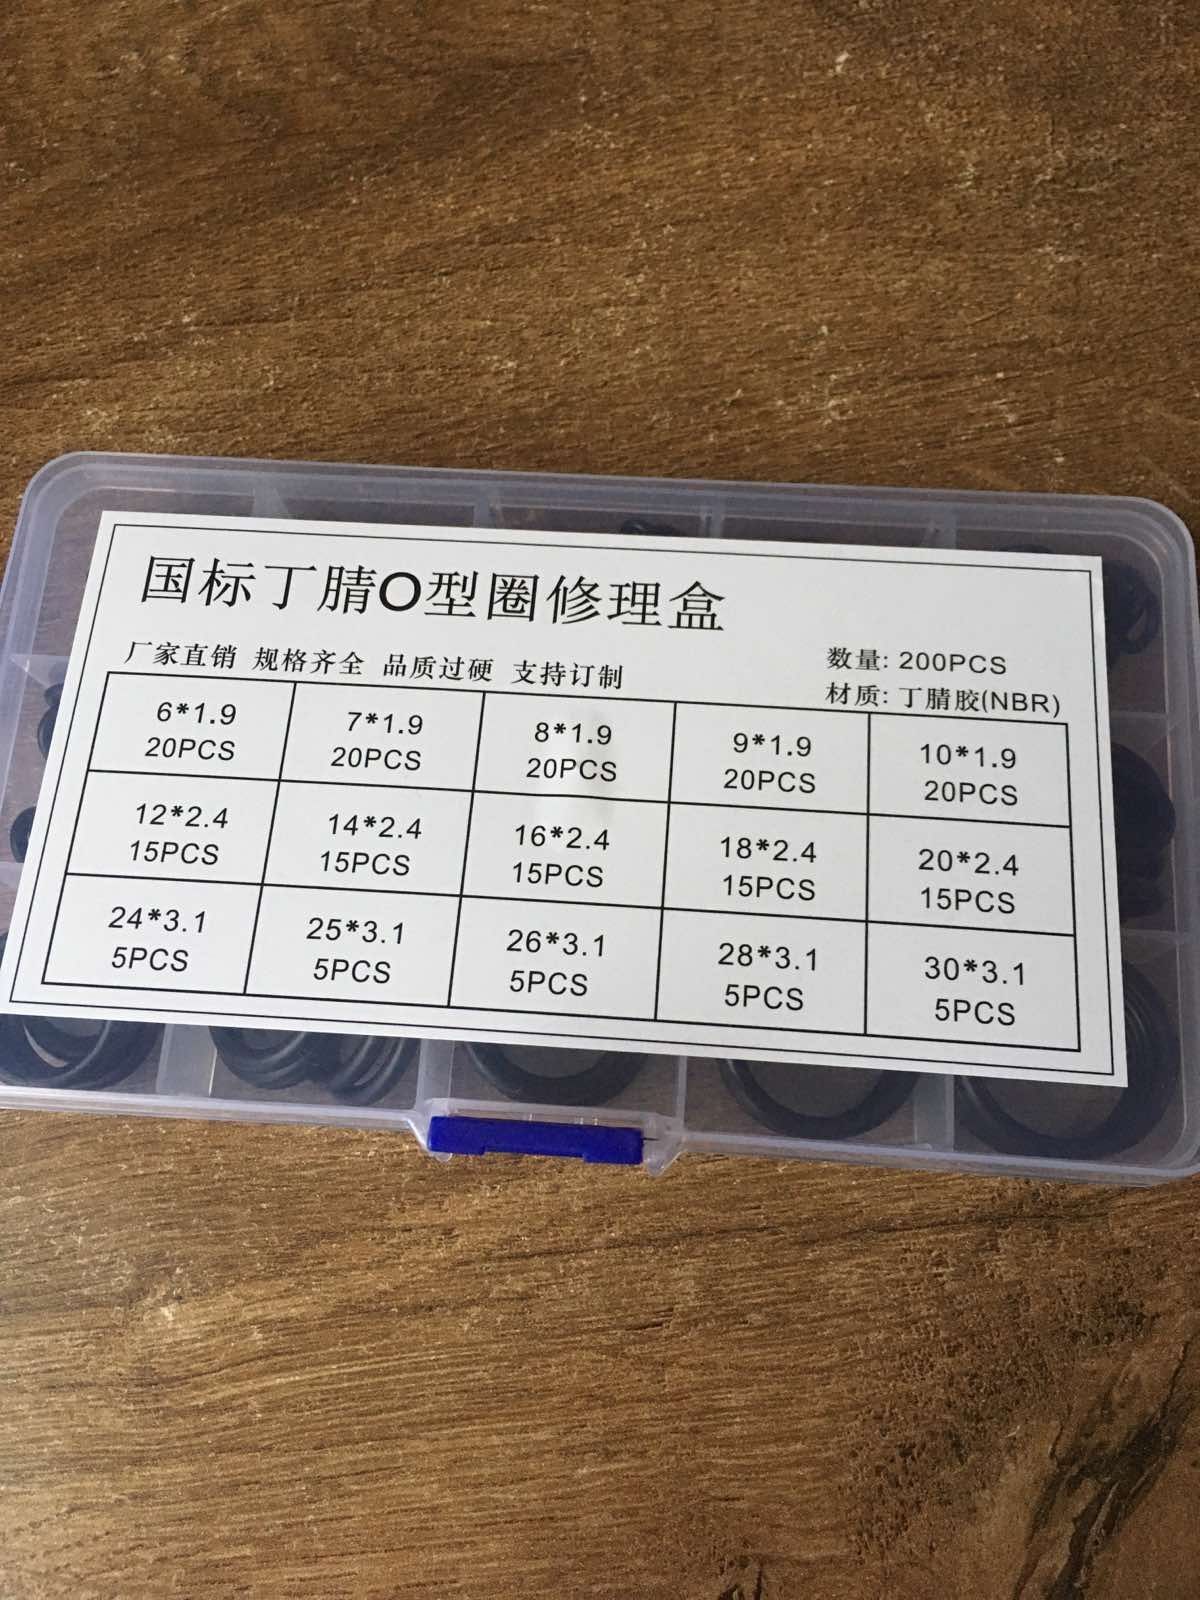 国标丁腈O型圈修理盒
厂家直销 规格齐全 品质过硬 支持订制
数量: 200PCS
材质: 丁腈胶(NBR)
6*1.9 7*1.9 8*1.9 9*1.9 10*1.9
20PCS 20PCS 20PCS 20PCS 20PCS
12*2.4 14*2.4 16*2.4 18*2.4 20*2.4
15PCS 15PCS 15PCS 15PCS 15PCS
24*3.1 25*3.1 26*3.1 28*3.1 30*3.1
5PCS 5PCS 5PCS 5PCS 5PCS